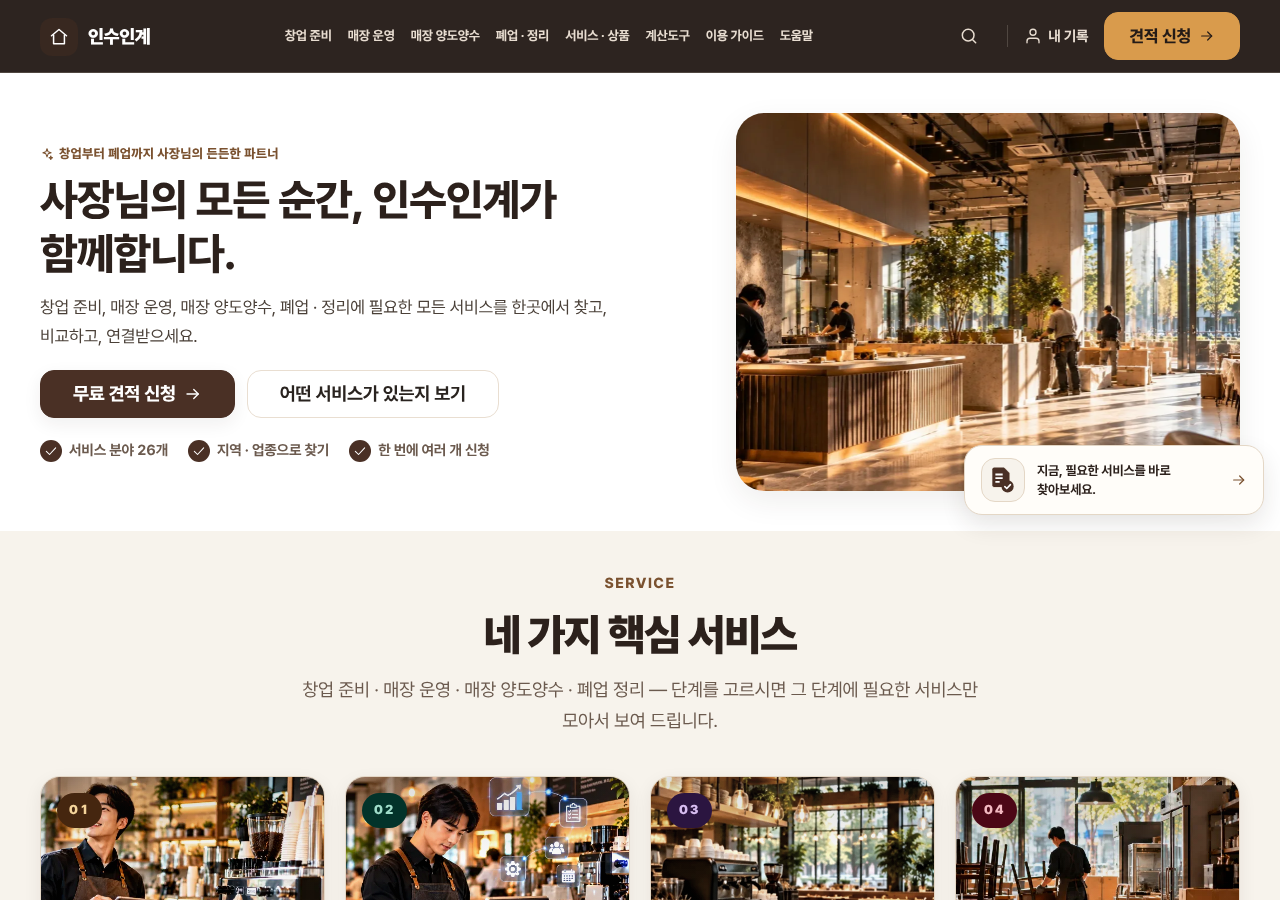 인수인계
창업 준비
매장 운영
매장 양도양수
폐업 · 정리
서비스 · 상품
계산도구
이용 가이드
도움말
내 기록
견적 신청
창업부터 폐업까지 사장님의 든든한 파트너
사장님의 모든 순간, 인수인계가
함께합니다.
창업 준비, 매장 운영, 매장 양도양수, 폐업 · 정리에 필요한 모든 서비스를 한곳에서 찾고,
비교하고, 연결받으세요.
무료 견적 신청
어떤 서비스가 있는지 보기
서비스 분야 26개
지역 · 업종으로 찾기
한 번에 여러 개 신청
지금, 필요한 서비스를 바로
찾아보세요.
SERVICE
네 가지 핵심 서비스
창업 준비 · 매장 운영 · 매장 양도양수 · 폐업 정리 — 단계를 고르시면 그 단계에 필요한 서비스만
모아서 보여 드립니다.
01
02
03
04